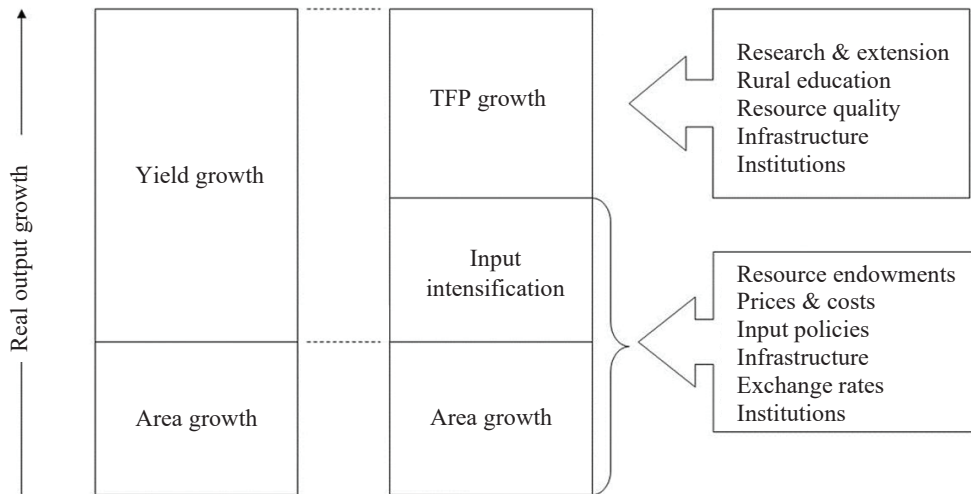 Real output growth
Yield growth
Area growth
TFP growth
Input
intensification
Area growth
Research & extension
Rural education
Resource quality
Infrastructure
Institutions
Resource endowments
Prices & costs
Input policies
Infrastructure
Exchange rates
Institutions